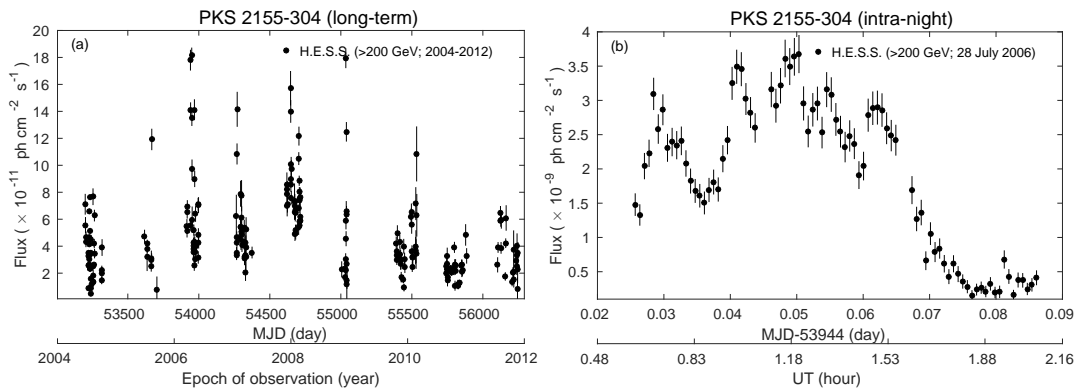 PKS 2155-304 (long-term)
(a)
H.E.S.S. (>200 GeV; 2004-2012)
Flux ( × 10 -11 ph cm -2 s -1 )
20
18
16
14
12
10
8
6
4
2
53500 54000 54500 55000 55500 56000
MJD (day)
2004 2006 2008 2010 2012
Epoch of observation (year)
PKS 2155-304 (intra-night)
(b)
H.E.S.S. (>200 GeV; 28 July 2006)
Flux ( × 10 -9 ph cm -2 s -1 )
4
3.5
3
2.5
2
1.5
1
0.5
0.02 0.03 0.04 0.05 0.06 0.07 0.08 0.09
MJD-53944 (day)
0.48 0.83 1.18 1.53 1.88 2.16
UT (hour)